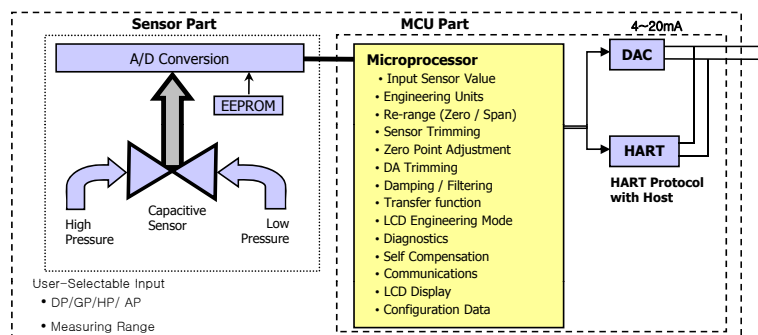 Sensor Part
A/D Conversion
EEPROM
High
Pressure
Capacitive
Sensor
Low
Pressure
User-Selectable Input
• DP/GP/HP/ AP
• Measuring Range
MCU Part
Microprocessor
• Input Sensor Value
• Engineering Units
• Re-range (Zero / Span)
• Sensor Trimming
• Zero Point Adjustment
• DA Trimming
• Damping / Filtering
• Transfer function
• LCD Engineering Mode
• Diagnostics
• Self Compensation
• Communications
• LCD Display
• Configuration Data
4~20mA
DAC
HART
HART Protocol
with Host